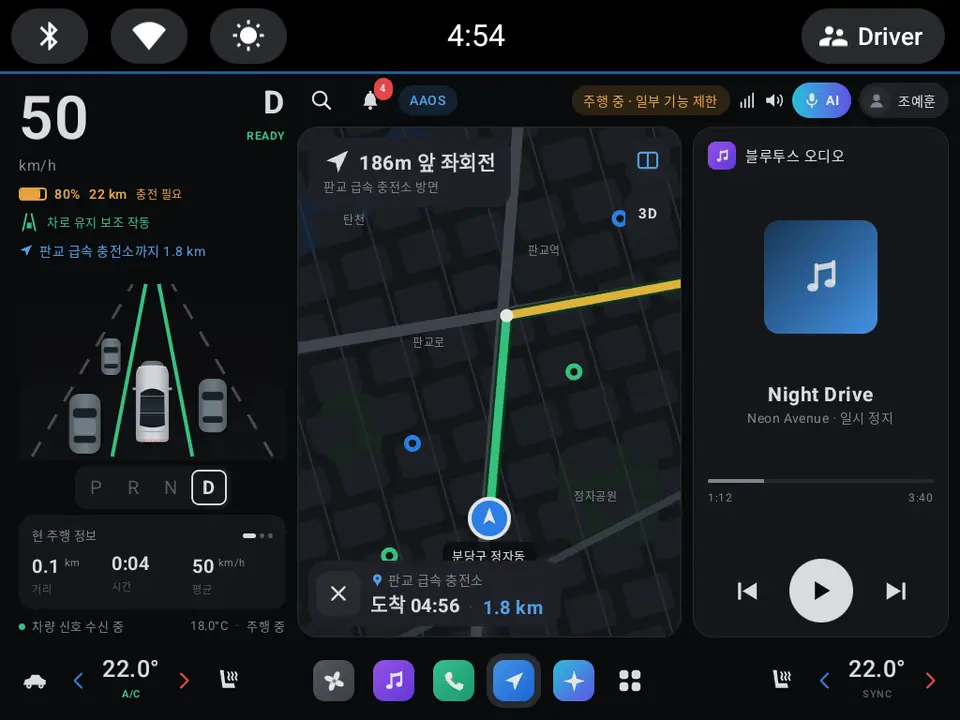 4:54
Driver
50
km/h
D
READY
80% 22 km 충전 필요
차로 유지 보조 작동
판교 급속 충전소까지 1.8 km
P R N D
현 주행 정보
0.1 km 0:04 50 km/h
거리 시간 평균
차량 신호 수신 중 18.0°C · 주행 중
4
AAOS
주행 중 · 일부 기능 제한
AI
조예훈
186m 앞 좌회전
판교 급속 충전소 방면
3D
탄천
판교역
판교로
정자공원
분당구 정자동
판교 급속 충전소
도착 04:56 · 1.8 km
블루투스 오디오
Night Drive
Neon Avenue · 일시 정지
1:12 3:40
22.0°
A/C
22.0°
SYNC